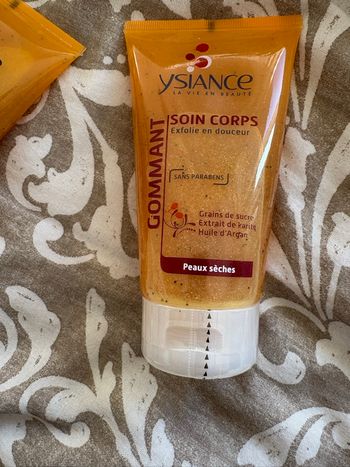 YSIANCE
LA VIE EN BEAUTÉ
GOMMANT
SOIN CORPS
Exfolie en douceur
SANS PARABENS
Grains de sucre
Extrait de karité
Huile d'Argan
Peaux sèches